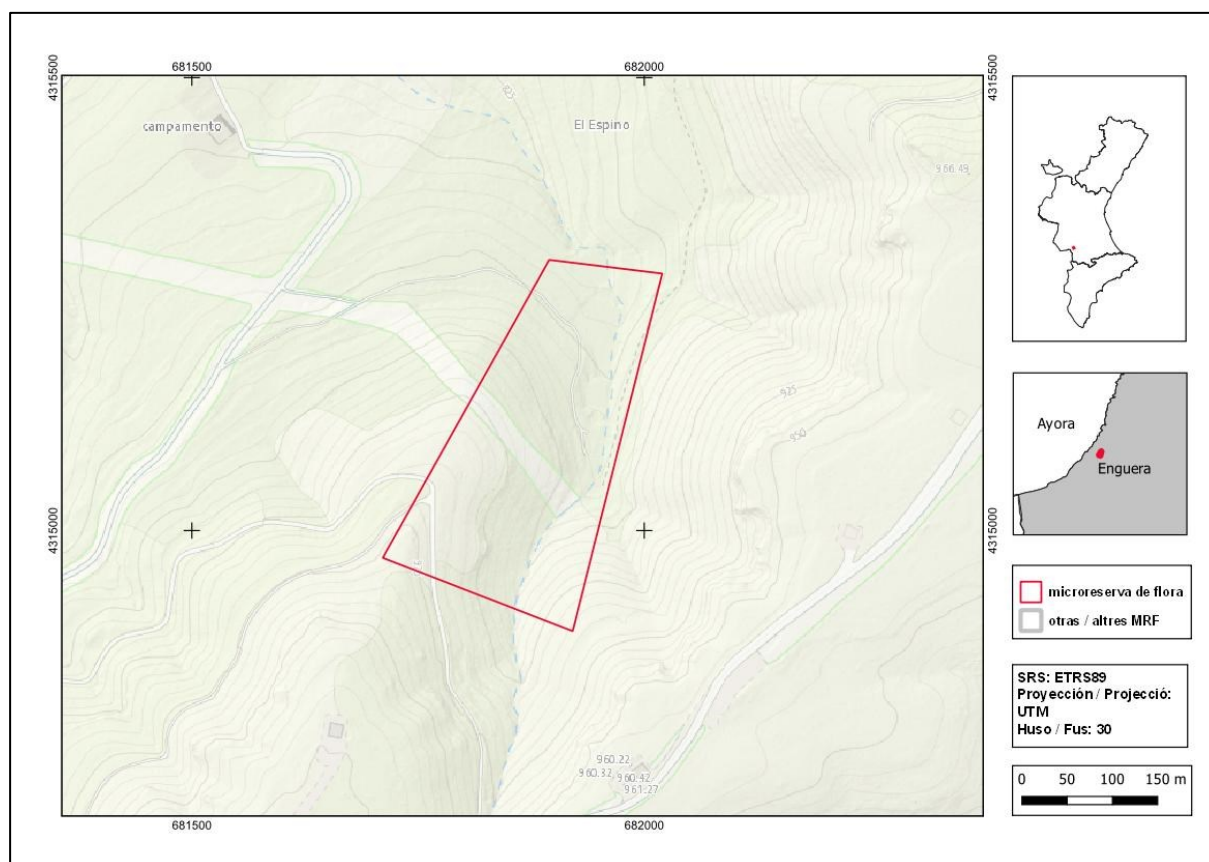 681500
682000
4315500
4315500
campamento
El Espino
966.49
925
950
Ayora
Enguera
4315000
4315000
microreserva de flora
otras / altres MRF
SRS: ETRS89
Proyección / Projecció:
UTM
Huso / Fus: 30
960.22
960.32
960.42
961.27
0 50 100 150 m
681500
682000